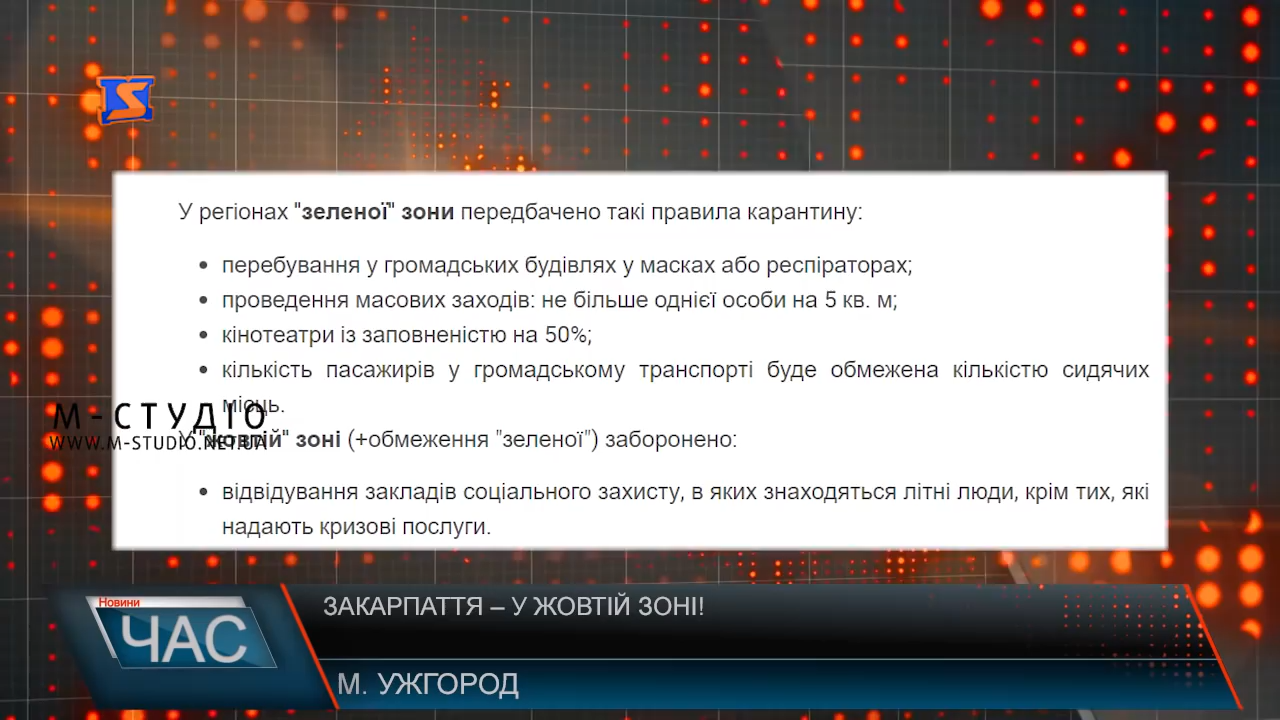 У регіонах "зеленої" зони передбачено такі правила карантину:
перебування у громадських будівлях у масках або респіраторах;
проведення масових заходів: не більше однієї особи на 5 кв. м;
кінотеатри із заповненістю на 50%;
кількість пасажирів у громадському транспорті буде обмежена кількістю сидячих
місць.
М-СТУДІО
WWW.M-STUDIO.NET.UA
У "жовтій" зоні (+обмеження "зеленої") заборонено:
відвідування закладів соціального захисту, в яких знаходяться літні люди, крім тих, які
надають кризові послуги.
Новини
ЧАС
ЗАКАРПАТТЯ – У ЖОВТІЙ ЗОНІ!
М. УЖГОРОД